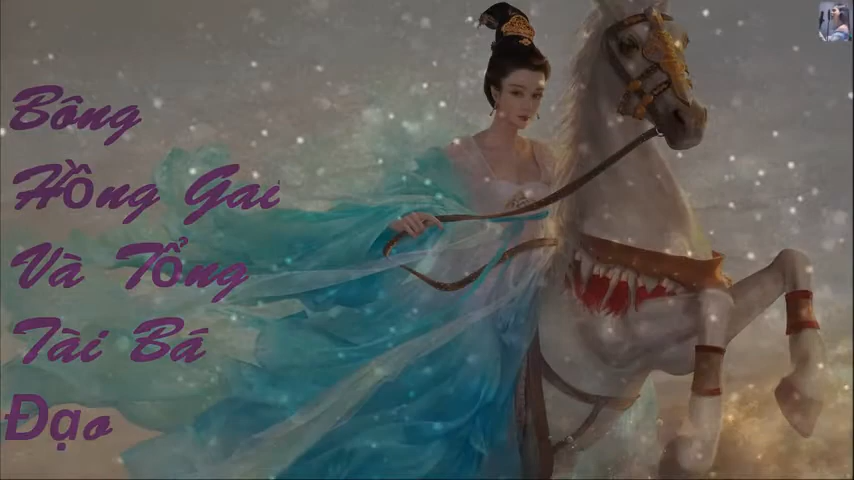 Bông
Hồng Gai
Và Tổng
Tài Bá
Đạo